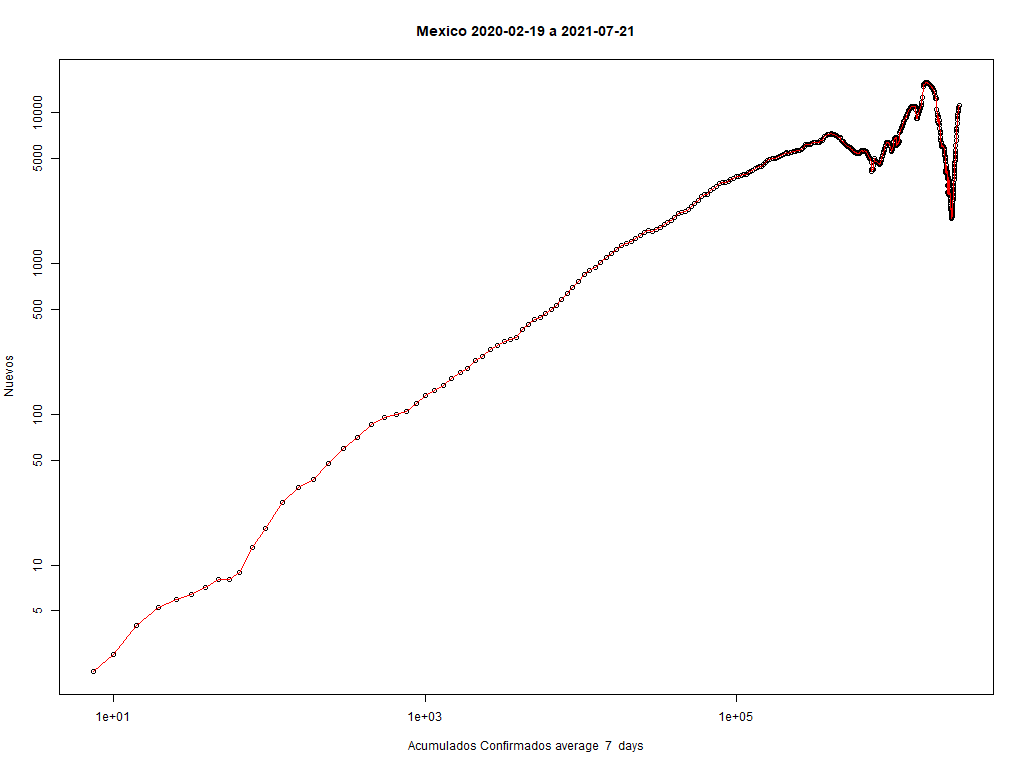 Mexico 2020-02-19 a 2021-07-21
Nuevos
10000
5000
1000
500
100
50
10
5
1e+01
1e+03
1e+05
Acumulados Confirmados average 7 days